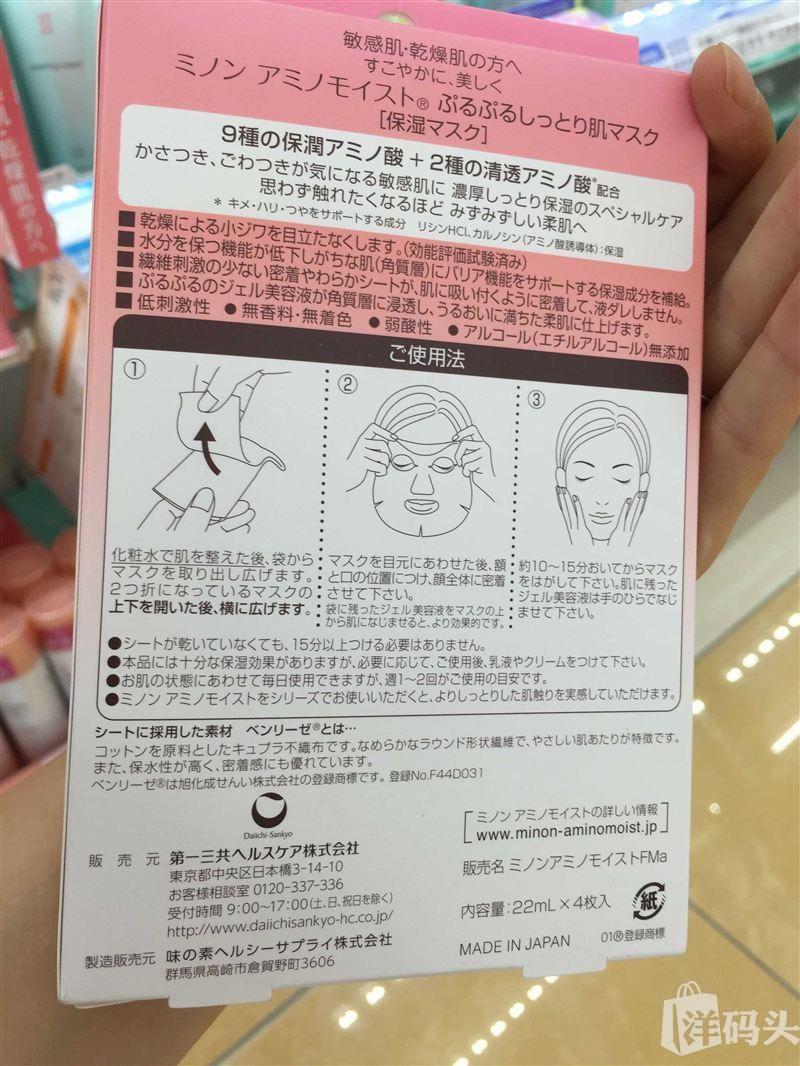 敏感肌・乾燥肌の方へ
すこやかに、美しく
ミノン アミノモイスト® ぷるぷるしっとり肌マスク
[保湿マスク]
9種の保潤アミノ酸＋2種の清透アミノ酸*配合
かさつき、ごわつきが気になる敏感肌に 濃厚しっとり保湿のスペシャルケア
思わず触れたくなるほど みずみずしい柔肌へ
* キメ・ハリ・つやをサポートする成分 リシンHCl、カルノシン(アミノ酸誘導体):保湿
■乾燥による小ジワを目立たなくします。(効能評価試験済み)
■水分を保つ機能が低下しがちな肌(角質層)にバリア機能をサポートする保湿成分を補給。
■繊維刺激の少ない密着やわらかシートが、肌に吸い付くように密着して、液ダレしません。
■ぷるぷるのジェル美容液が角質層に浸透し、うるおいに満ちた柔肌に仕上げます。
■低刺激性 ●無香料・無着色 ●弱酸性 ●アルコール(エチルアルコール)無添加
ご使用法
①
化粧水で肌を整えた後、袋から
マスクを取り出し広げます。
2つ折になっているマスクの
上下を開いた後、横に広げます。
②
マスクを目元にあわせた後、額
と口の位置につけ、顔全体に密着
させて下さい。
袋に残ったジェル美容液をマスクの上
から肌になじませると、より効果的です。
③
約10～15分おいてからマスク
をはがして下さい。肌に残った
ジェル美容液は手のひらでなじ
ませて下さい。
●シートが乾いていなくても、15分以上つける必要はありません。
●本品には十分な保湿効果がありますが、必要に応じて、ご使用後、乳液やクリームをつけて下さい。
●お肌の状態にあわせて毎日使用できますが、週1～2回がご使用の目安です。
●ミノン アミノモイストをシリーズでお使いいただくと、よりしっとりした肌触りを実感していただけます。
シートに採用した素材 ベンリーゼ®とは…
コットンを原料としたキュプラ不織布です。なめらかなラウンド形状繊維で、やさしい肌あたりが特徴です。
また、保水性が高く、密着感にも優れています。
ベンリーゼ®は旭化成せんい株式会社の登録商標です。登録No.F44D031
Daiichi-Sankyo
販売元 第一三共ヘルスケア株式会社
東京都中央区日本橋3-14-10
お客様相談室 0120-337-336
受付時間 9:00～17:00(土、日、祝日を除く)
http://www.daiichisankyo-hc.co.jp/
製造販売元 味の素ヘルシーサプライ株式会社
群馬県高崎市倉賀野町3606
[ミノン アミノモイストの詳しい情報
www.minon-aminomoist.jp]
販売名 ミノンアミノモイストFMa
内容量:22mL×4枚入
紙
MADE IN JAPAN
01®登録商標
洋码头